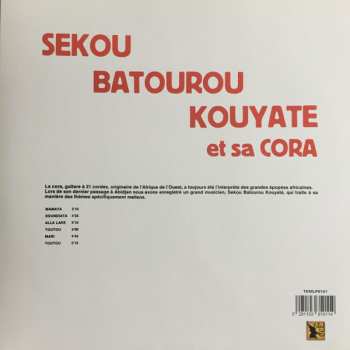 SEKOU
BATOUROU
KOUYATE
et sa CORA
La cora, guitare à 21 cordes, originaire de l'Afrique de l'Ouest, a toujours été l'interprète des grandes épopées africaines.
Lors de son dernier passage à Abidjan nous avons enregistré un grand musicien, Sekou Batourou Kouyaté, qui traite à sa
manière des thèmes spécifiquement maliens.
MAMAYA
SOUNDIATA
ALLA LAKE
TOUTOU
MARI
TOUTOU